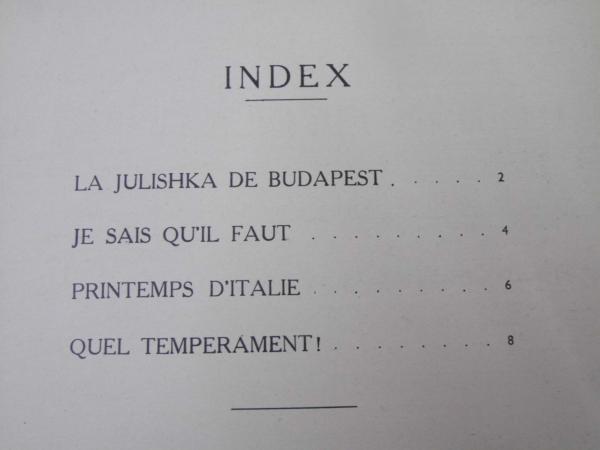 INDEX
LA JULISHKA DE BUDAPEST . . . . . 2
JE SAIS QU'IL FAUT . . . . . . . . . 4
PRINTEMPS D'ITALIE . . . . . . . . . 6
QUEL TEMPERAMENT! . . . . . . . . 8